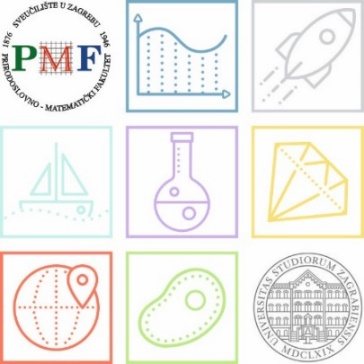 1876 SVEUČILIŠTE U ZAGREBU 1946
PMF
PRIRODOSLOVNO - MATEMATIČKI FAKULTET
UNIVERSITAS STUDIORUM ZAGRABIENSIS
MDCLXIX